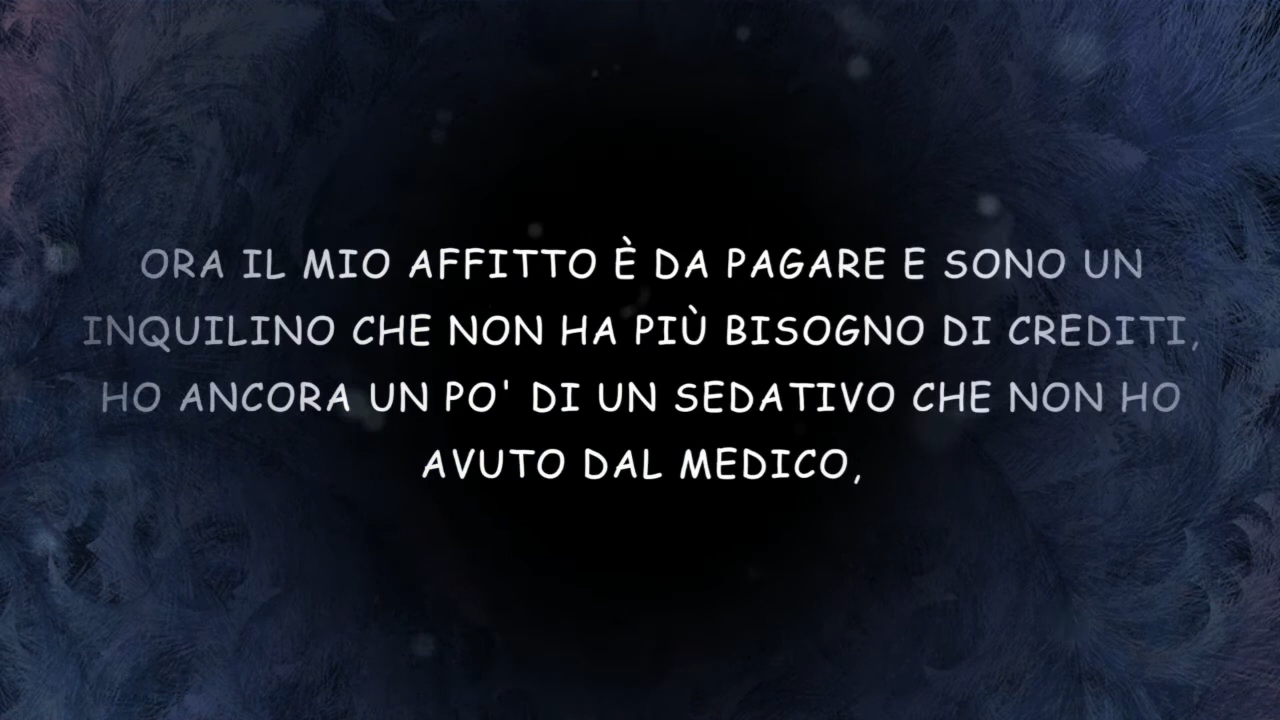 ORA IL MIO AFFITTO È DA PAGARE E SONO UN
INQUILINO CHE NON HA PIÙ BISOGNO DI CREDITI,
HO ANCORA UN PO' DI UN SEDATIVO CHE NON HO
AVUTO DAL MEDICO,